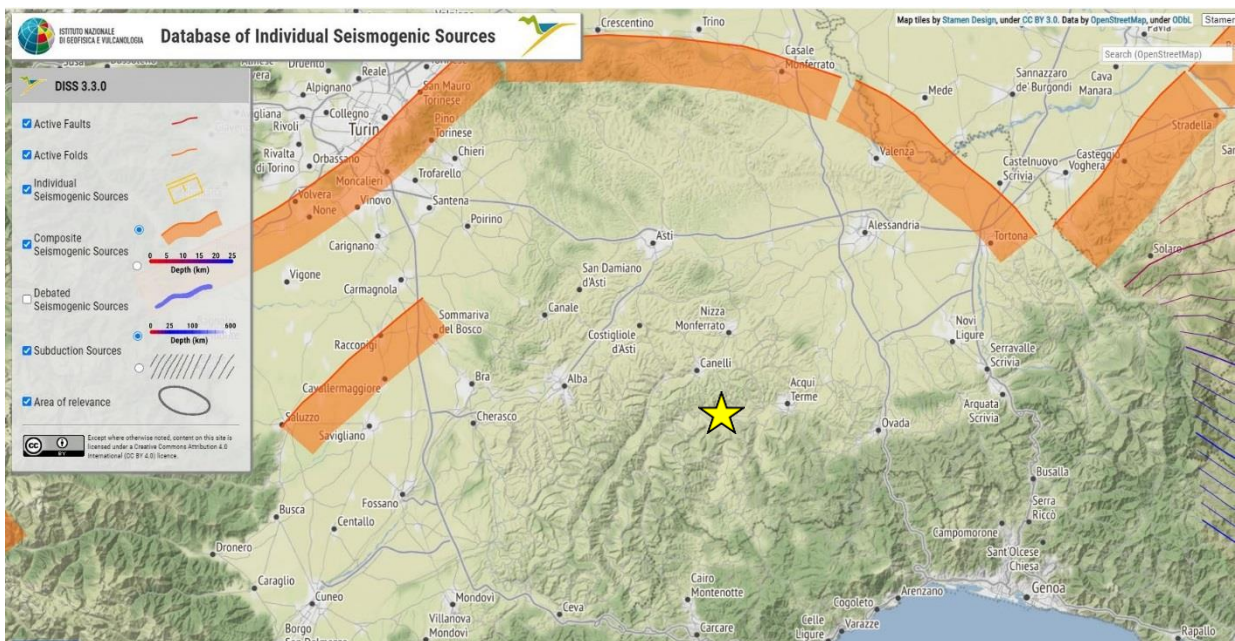 ISTITUTO NAZIONALE
DI GEOFISICA E VULCANOLOGIA
Database of Individual Seismogenic Sources
Map tiles by Stamen Design, under CC BY 3.0. Data by OpenStreetMap, under ODbL
Stamen
Search (OpenStreetMap)
DISS 3.3.0
Active Faults
Active Folds
Individual
Seismogenic Sources
Composite
Seismogenic Sources
0 5 10 15 20 25
Depth (km)
Debated
Seismogenic Sources
0 25 100 600
Depth (km)
Subduction Sources
Area of relevance
CC
BY
Except where otherwise noted, content on this site is
licensed under a Creative Commons Attribution 4.0
International (CC BY 4.0) licence.
Crescentino
Trino
Pavia
Druento
Reale
Alpignano
San Mauro
Torinese
Casale
Monferrato
Mede
Sannazzaro
de' Burgondi
Cava
Manara
Collegno
Rivoli
Turin
Pino
Torinese
Stradella
Rivalta
di Torino
Orbassano
Chieri
Valenza
Casteggio
Voghera
Castelnuovo
Scrivia
Moncalieri
Trofarello
Volvera
None
Vinovo
Santena
Poirino
Carignano
Asti
Alessandria
Tortona
Solaro
Vigone
Carmagnola
San Damiano
d'Asti
Canale
Nizza
Monferrato
Costigliole
d'Asti
Novi
Ligure
Sommariva
del Bosco
Racconigi
Serravalle
Scrivia
Canelli
Cavallermaggiore
Bra
Alba
Acqui
Terme
Arquata
Scrivia
Saluzzo
Savigliano
Cherasco
Ovada
Busalla
Fossano
Serra
Riccò
Busca
Centallo
Campomorone
Dronero
Sant'Olcese
Chiesa
Genoa
Caraglio
Cairo
Montenotte
Arenzano
Cuneo
Mondovì
Ceva
Cogoleto
Villanova
Mondovì
Carcare
Celle
Ligure
Varazze
Borgo
Rapallo